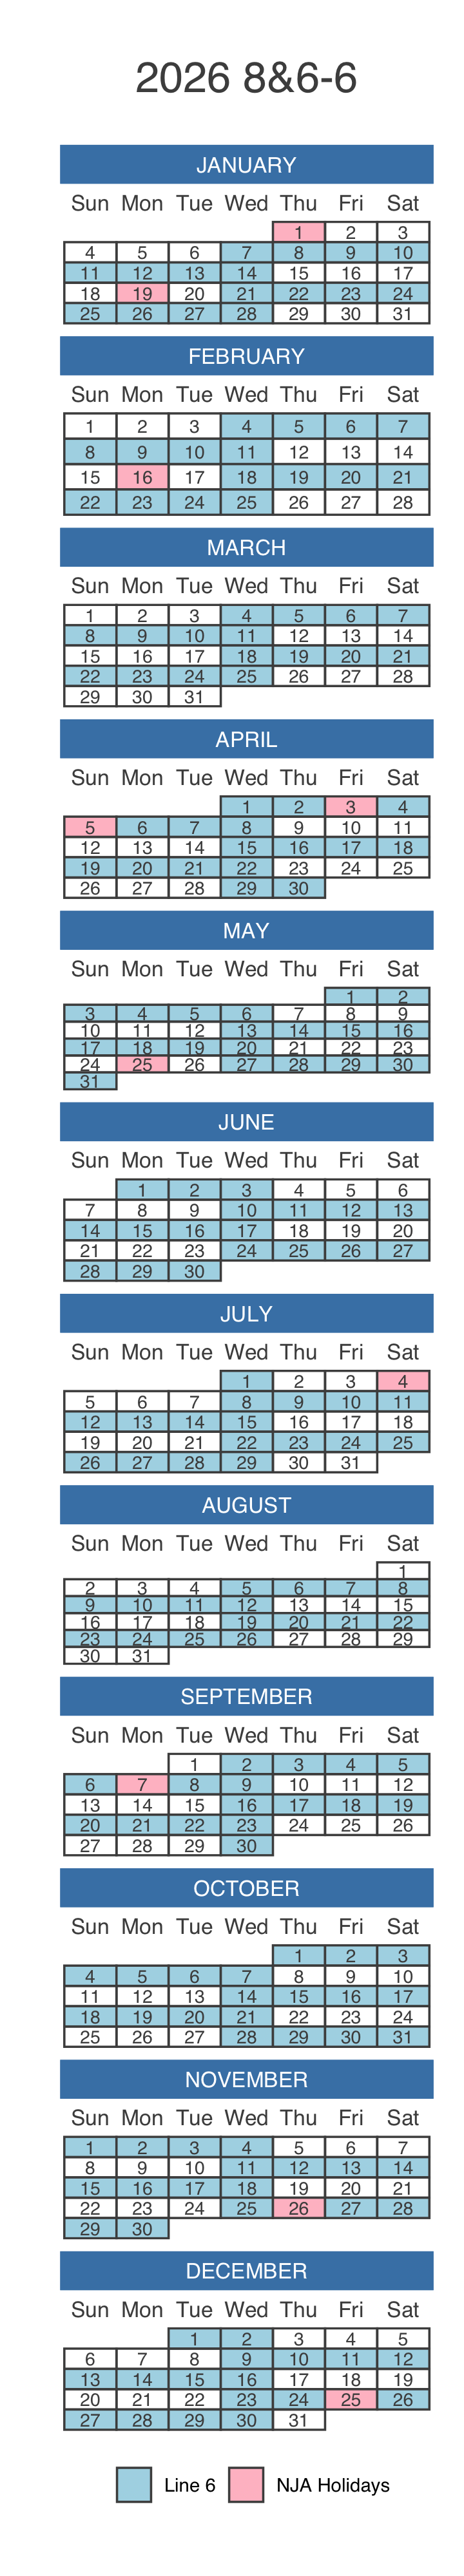 2026 8&6-6
JANUARY
Sun Mon Tue Wed Thu Fri Sat
1 2 3
4 5 6 7 8 9 10
11 12 13 14 15 16 17
18 19 20 21 22 23 24
25 26 27 28 29 30 31
FEBRUARY
Sun Mon Tue Wed Thu Fri Sat
1 2 3 4 5 6 7
8 9 10 11 12 13 14
15 16 17 18 19 20 21
22 23 24 25 26 27 28
MARCH
Sun Mon Tue Wed Thu Fri Sat
1 2 3 4 5 6 7
8 9 10 11 12 13 14
15 16 17 18 19 20 21
22 23 24 25 26 27 28
29 30 31
APRIL
Sun Mon Tue Wed Thu Fri Sat
1 2 3 4
5 6 7 8 9 10 11
12 13 14 15 16 17 18
19 20 21 22 23 24 25
26 27 28 29 30
MAY
Sun Mon Tue Wed Thu Fri Sat
1 2
3 4 5 6 7 8 9
10 11 12 13 14 15 16
17 18 19 20 21 22 23
24 25 26 27 28 29 30
31
JUNE
Sun Mon Tue Wed Thu Fri Sat
1 2 3 4 5 6
7 8 9 10 11 12 13
14 15 16 17 18 19 20
21 22 23 24 25 26 27
28 29 30
JULY
Sun Mon Tue Wed Thu Fri Sat
1 2 3 4
5 6 7 8 9 10 11
12 13 14 15 16 17 18
19 20 21 22 23 24 25
26 27 28 29 30 31
AUGUST
Sun Mon Tue Wed Thu Fri Sat
1
2 3 4 5 6 7 8
9 10 11 12 13 14 15
16 17 18 19 20 21 22
23 24 25 26 27 28 29
30 31
SEPTEMBER
Sun Mon Tue Wed Thu Fri Sat
1 2 3 4 5
6 7 8 9 10 11 12
13 14 15 16 17 18 19
20 21 22 23 24 25 26
27 28 29 30
OCTOBER
Sun Mon Tue Wed Thu Fri Sat
1 2 3
4 5 6 7 8 9 10
11 12 13 14 15 16 17
18 19 20 21 22 23 24
25 26 27 28 29 30 31
NOVEMBER
Sun Mon Tue Wed Thu Fri Sat
1 2 3 4 5 6 7
8 9 10 11 12 13 14
15 16 17 18 19 20 21
22 23 24 25 26 27 28
29 30
DECEMBER
Sun Mon Tue Wed Thu Fri Sat
1 2 3 4 5
6 7 8 9 10 11 12
13 14 15 16 17 18 19
20 21 22 23 24 25 26
27 28 29 30 31
Line 6 NJA Holidays